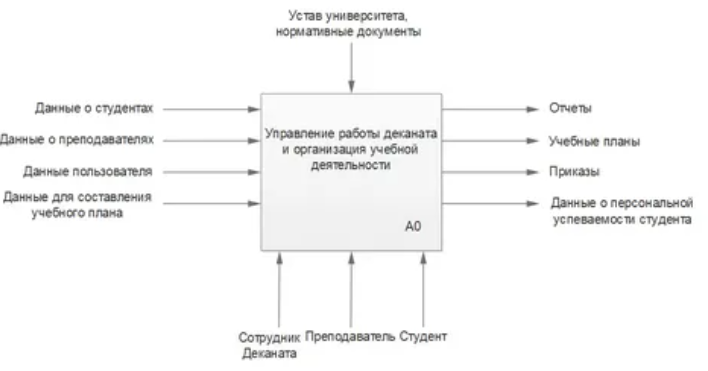 Устав университета,
нормативные документы
Данные о студентах
Данные о преподавателях
Данные пользователя
Данные для составления
учебного плана
Управление работы деканата
и организация учебной
деятельности
A0
Отчеты
Учебные планы
Приказы
Данные о персональной
успеваемости студента
Сотрудник
Деканата
Преподаватель
Студент